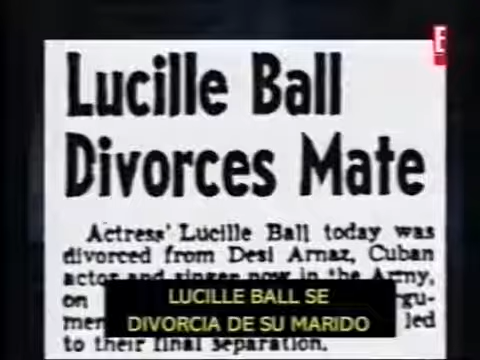 E
Lucille Ball
Divorces Mate
Actress' Lucille Ball today was
divorced from Desi Arnaz, Cuban
actor and singer now in the Army,
on
LUCILLE BALL SE
DIVORCIA DE SU MARIDO
led
to their final separation.